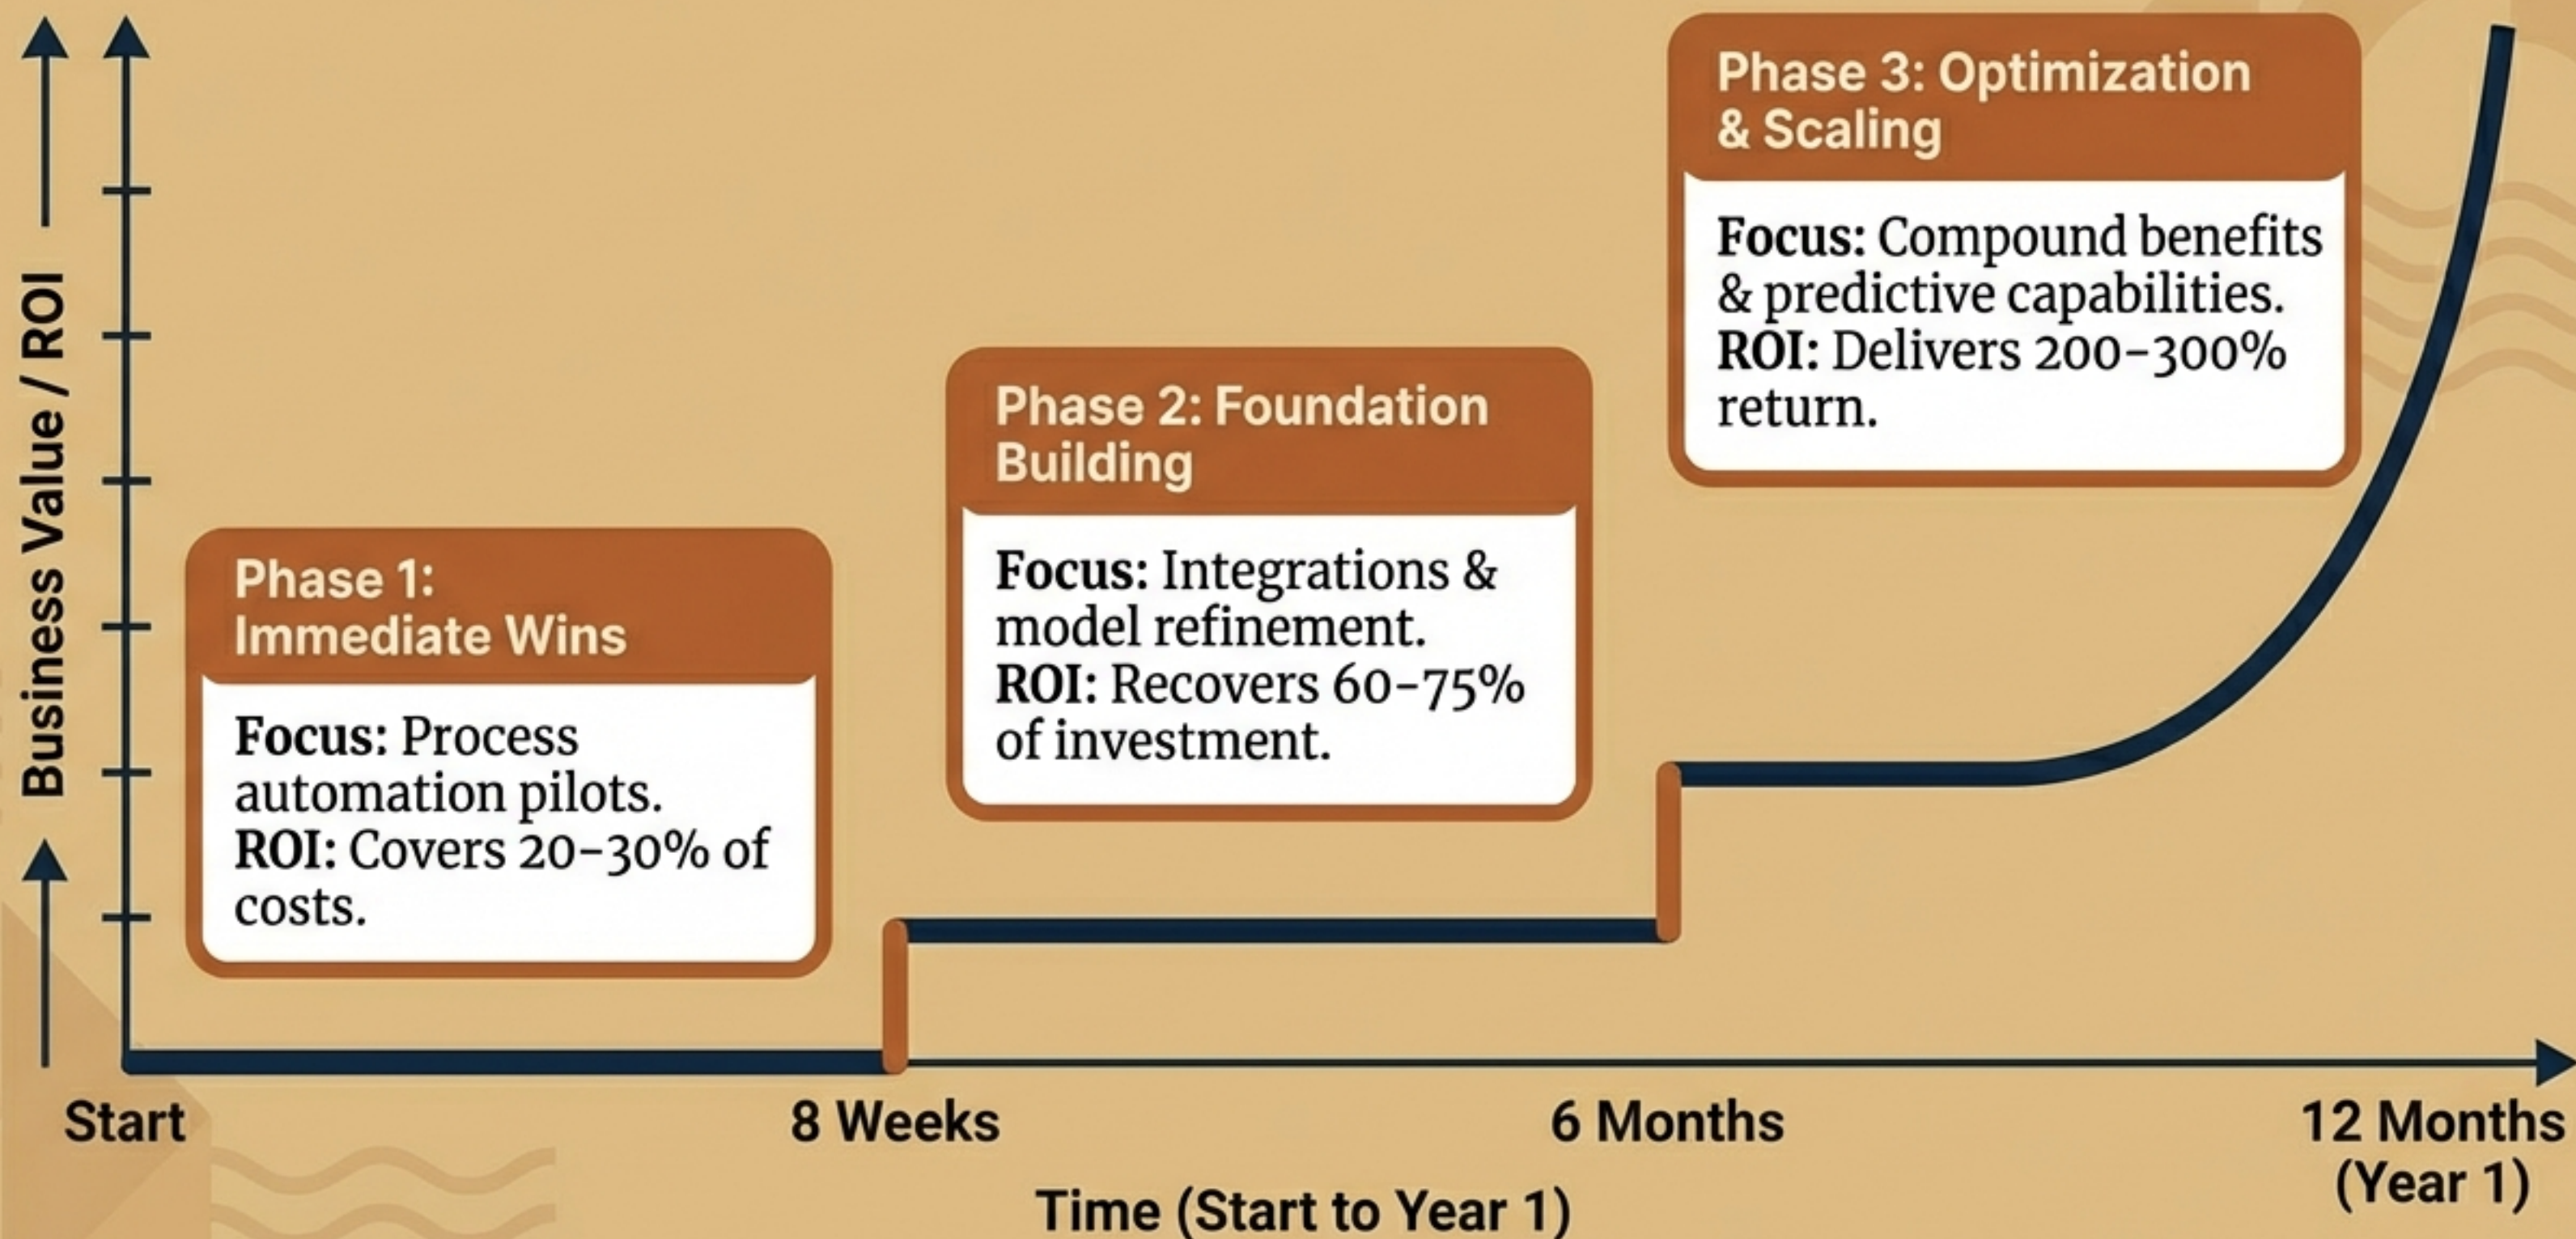 Business Value / ROI
Phase 1:
Immediate Wins
Focus: Process
automation pilots.
ROI: Covers 20–30% of
costs.
Phase 2: Foundation
Building
Focus: Integrations &
model refinement.
ROI: Recovers 60–75%
of investment.
Phase 3: Optimization
& Scaling
Focus: Compound benefits
& predictive capabilities.
ROI: Delivers 200–300%
return.
Start
8 Weeks
6 Months
12 Months
(Year 1)
Time (Start to Year 1)